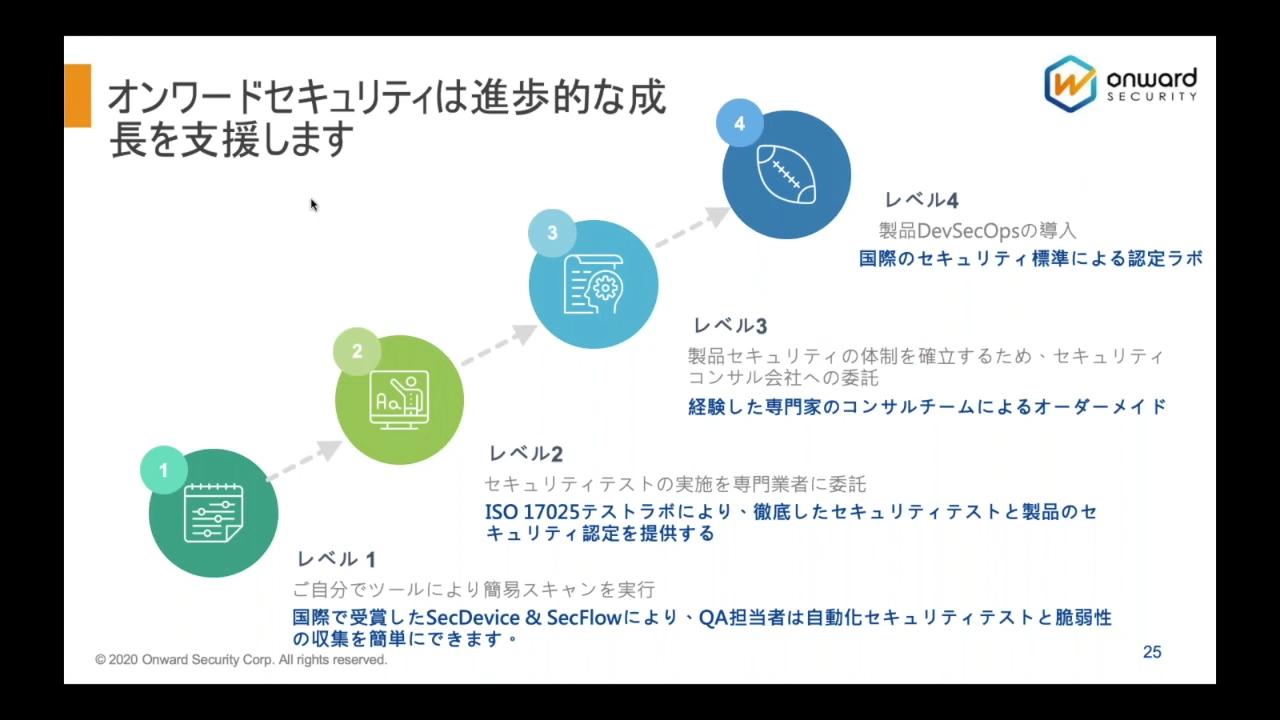 オンワードセキュリティは進歩的な成
長を支援します
onward
SECURITY
4
レベル4
製品DevSecOpsの導入
国際のセキュリティ標準による認定ラボ
3
レベル3
製品セキュリティの体制を確立するため、セキュリティ
コンサル会社への委託
経験した専門家のコンサルチームによるオーダーメイド
2
Aa
レベル2
セキュリティテストの実施を専門業者に委託
ISO 17025テストラボにより、徹底したセキュリティテストと製品のセ
キュリティ認定を提供する
1
レベル 1
ご自分でツールにより簡易スキャンを実行
国際で受賞したSecDevice & SecFlowにより、QA担当者は自動化セキュリティテストと脆弱性
の収集を簡単にできます。
© 2020 Onward Security Corp. All rights reserved.
25